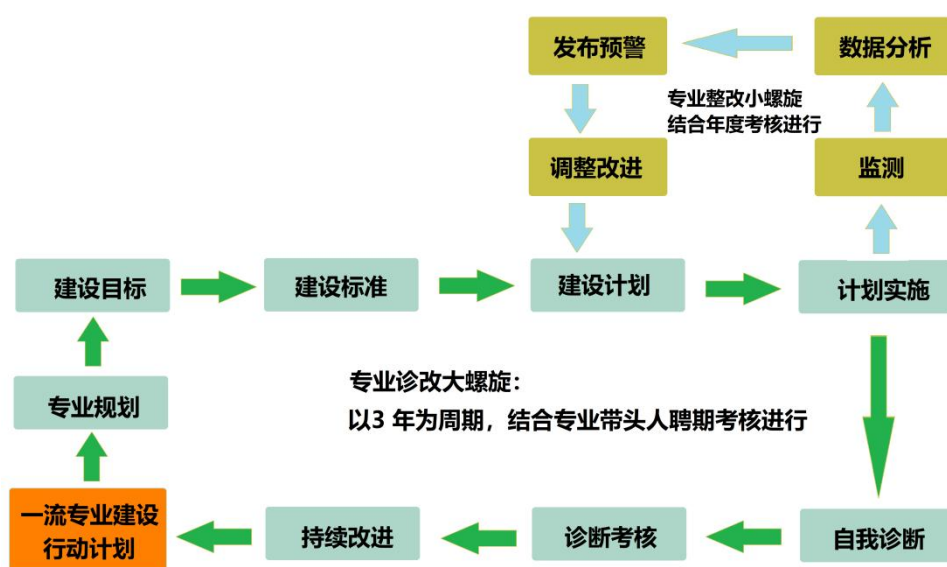 发布预警
数据分析
专业整改小螺旋
结合年度考核进行
调整改进
监测
建设目标
建设标准
建设计划
计划实施
专业规划
专业诊改大螺旋：
以3 年为周期，结合专业带头人聘期考核进行
一流专业建设
行动计划
持续改进
诊断考核
自我诊断